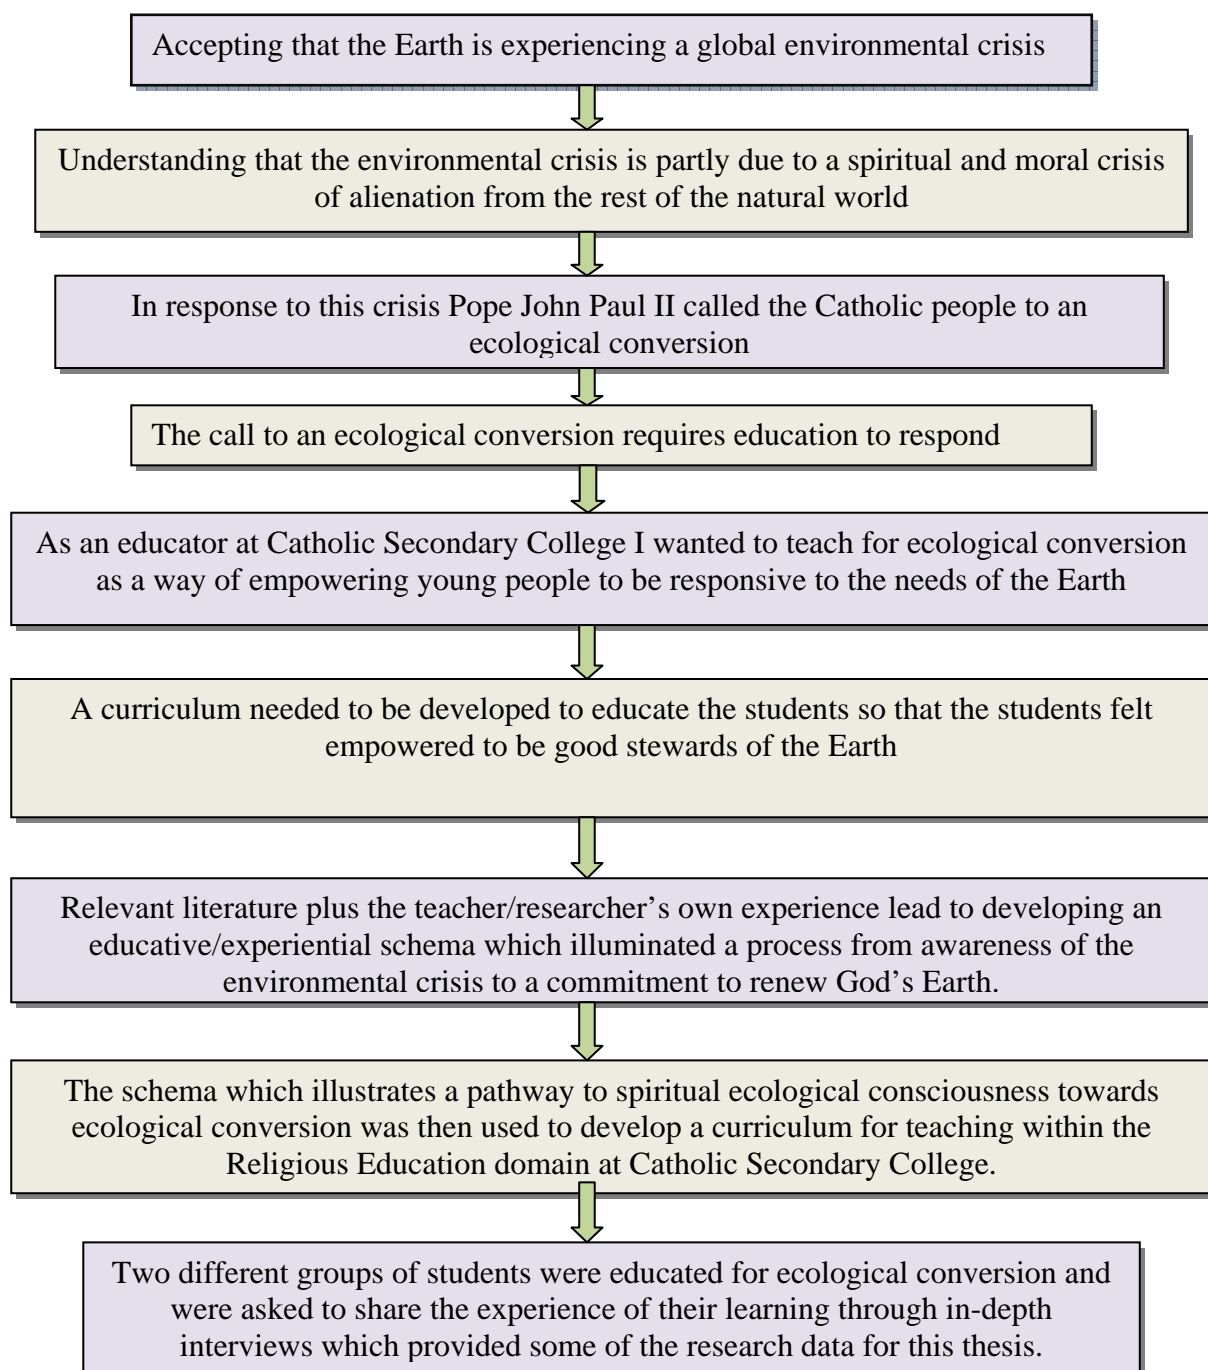 Accepting that the Earth is experiencing a global environmental crisis
Understanding that the environmental crisis is partly due to a spiritual and moral crisis
of alienation from the rest of the natural world
In response to this crisis Pope John Paul II called the Catholic people to an
ecological conversion
The call to an ecological conversion requires education to respond
As an educator at Catholic Secondary College I wanted to teach for ecological conversion
as a way of empowering young people to be responsive to the needs of the Earth
A curriculum needed to be developed to educate the students so that the students felt
empowered to be good stewards of the Earth
Relevant literature plus the teacher/researcher’s own experience lead to developing an
educative/experiential schema which illuminated a process from awareness of the
environmental crisis to a commitment to renew God’s Earth.
The schema which illustrates a pathway to spiritual ecological consciousness towards
ecological conversion was then used to develop a curriculum for teaching within the
Religious Education domain at Catholic Secondary College.
Two different groups of students were educated for ecological conversion and
were asked to share the experience of their learning through in-depth
interviews which provided some of the research data for this thesis.